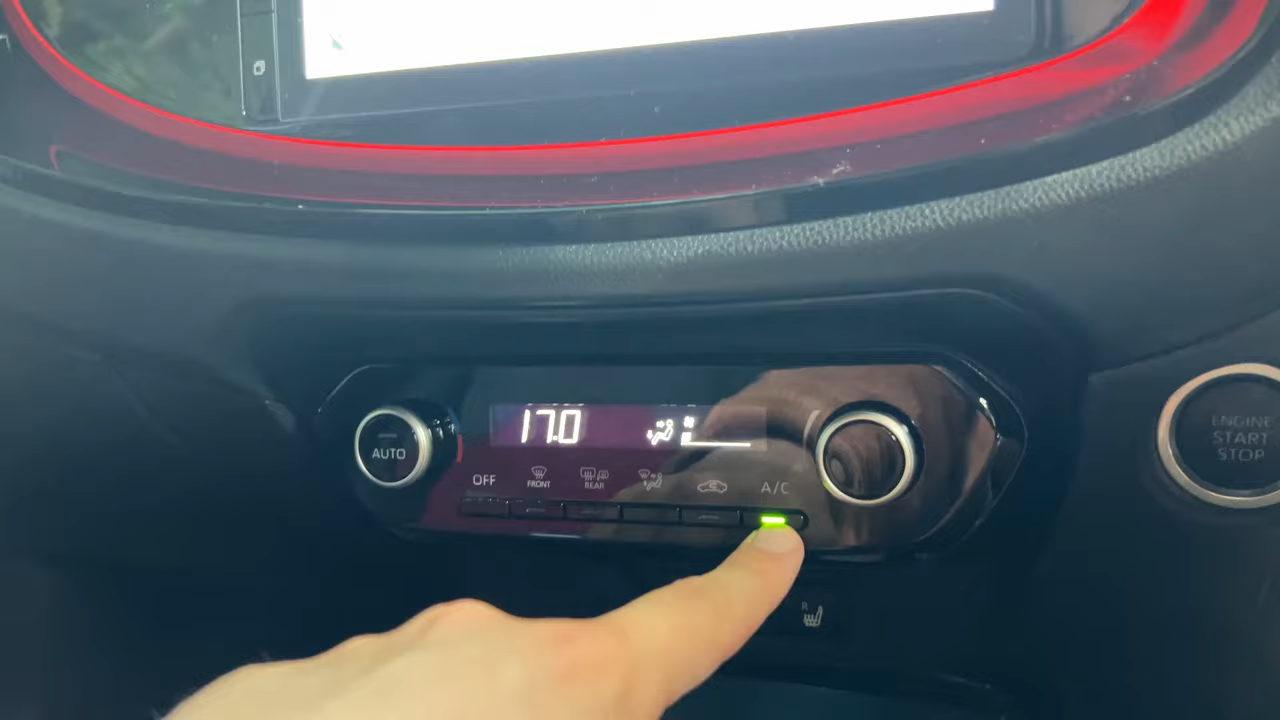 17.0
AUTO
OFF
FRONT
REAR
A/C
ENGINE
START
STOP
R